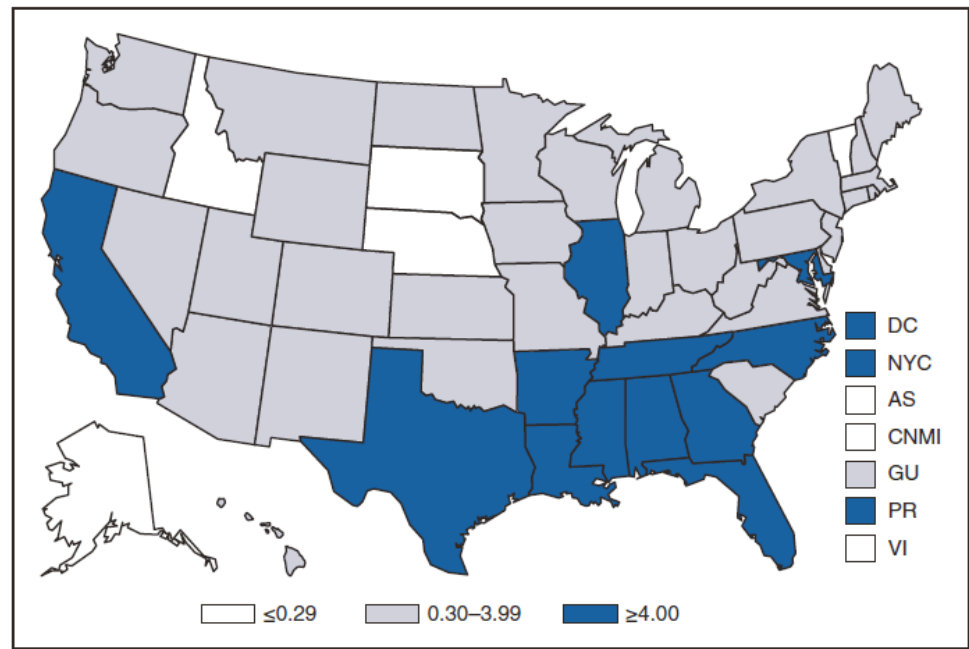 DC
NYC
AS
CNMI
GU
PR
VI
≤0.29 0.30–3.99 ≥4.00